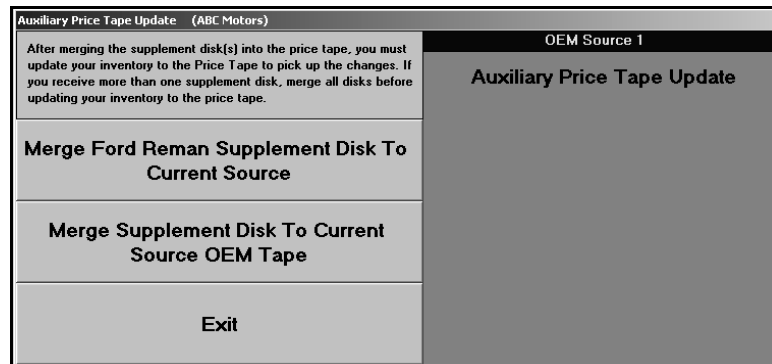 Auxiliary Price Tape Update (ABC Motors)
After merging the supplement disk(s) into the price tape, you must
update your inventory to the Price Tape to pick up the changes. If
you receive more than one supplement disk, merge all disks before
updating your inventory to the price tape.
OEM Source 1
Auxiliary Price Tape Update
Merge Ford Reman Supplement Disk To
Current Source
Merge Supplement Disk To Current
Source OEM Tape
Exit